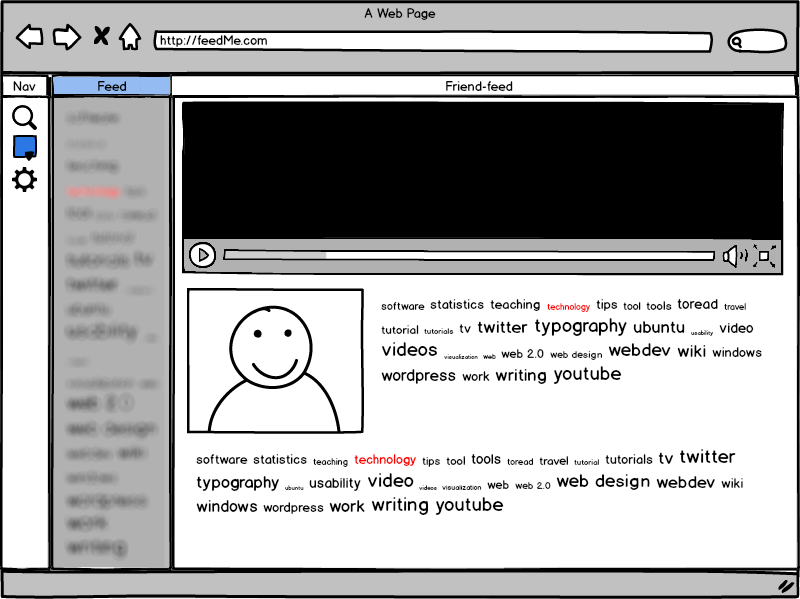 A Web Page
http://feedMe.com
Nav
Feed
Friend-feed
software statistics teaching technology tips tool tools toread travel
tutorial tutorials tv twitter typography ubuntu usability video
videos visualization web web 2.0 web design webdev wiki windows
wordpress work writing youtube
software statistics teaching technology tips tool tools toread travel tutorial tutorials tv twitter
typography ubuntu usability video videos visualization web web 2.0 web design webdev wiki
windows wordpress work writing youtube